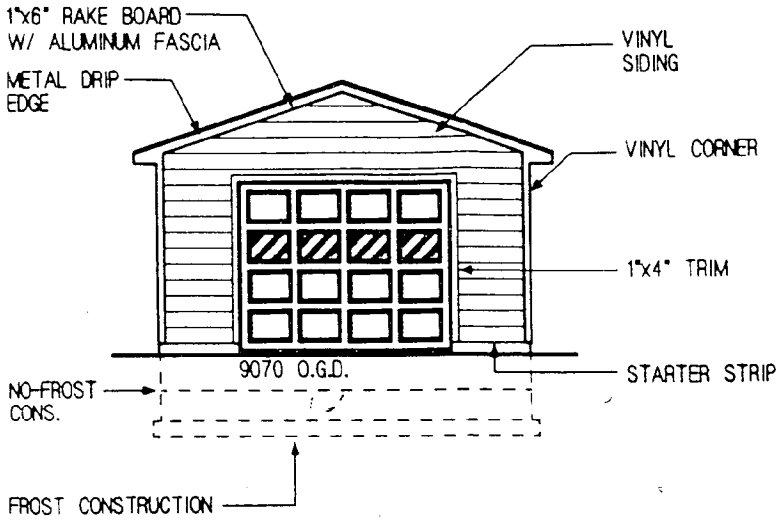 1"x6" RAKE BOARD
W/ ALUMINUM FASCIA
METAL DRIP
EDGE
VINYL
SIDING
VINYL CORNER
1"x4" TRIM
9070 O.G.D.
STARTER STRIP
NO-FROST
CONS.
FROST CONSTRUCTION